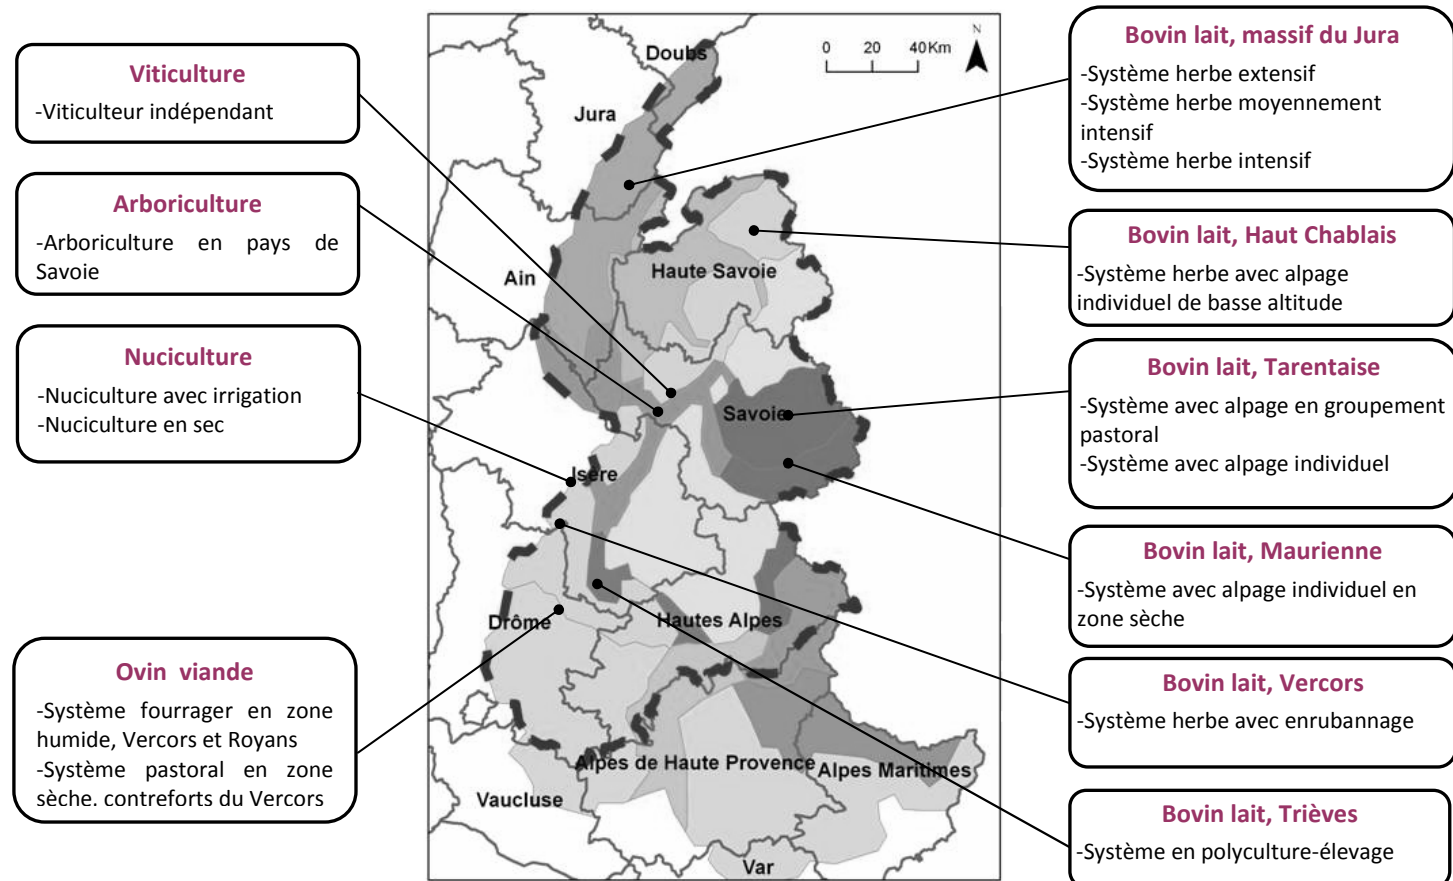 Viticulture
-Viticulteur indépendant
Arboriculture
-Arboriculture en pays de
Savoie
Nuciculture
-Nuciculture avec irrigation
-Nuciculture en sec
Ovin viande
-Système fourrager en zone
humide, Vercors et Royans
-Système pastoral en zone
sèche. contreforts du Vercors
Doubs
0 20 40 Km
N
Jura
Ain
Haute Savoie
Savoie
Isère
Drôme
Hautes Alpes
Alpes de Haute Provence
Alpes Maritimes
Vaucluse
Var
Bovin lait, massif du Jura
-Système herbe extensif
-Système herbe moyennement
intensif
-Système herbe intensif
Bovin lait, Haut Chablais
-Système herbe avec alpage
individuel de basse altitude
Bovin lait, Tarentaise
-Système avec alpage en groupement
pastoral
-Système avec alpage individuel
Bovin lait, Maurienne
-Système avec alpage individuel en
zone sèche
Bovin lait, Vercors
-Système herbe avec enrubannage
Bovin lait, Trièves
-Système en polyculture-élevage